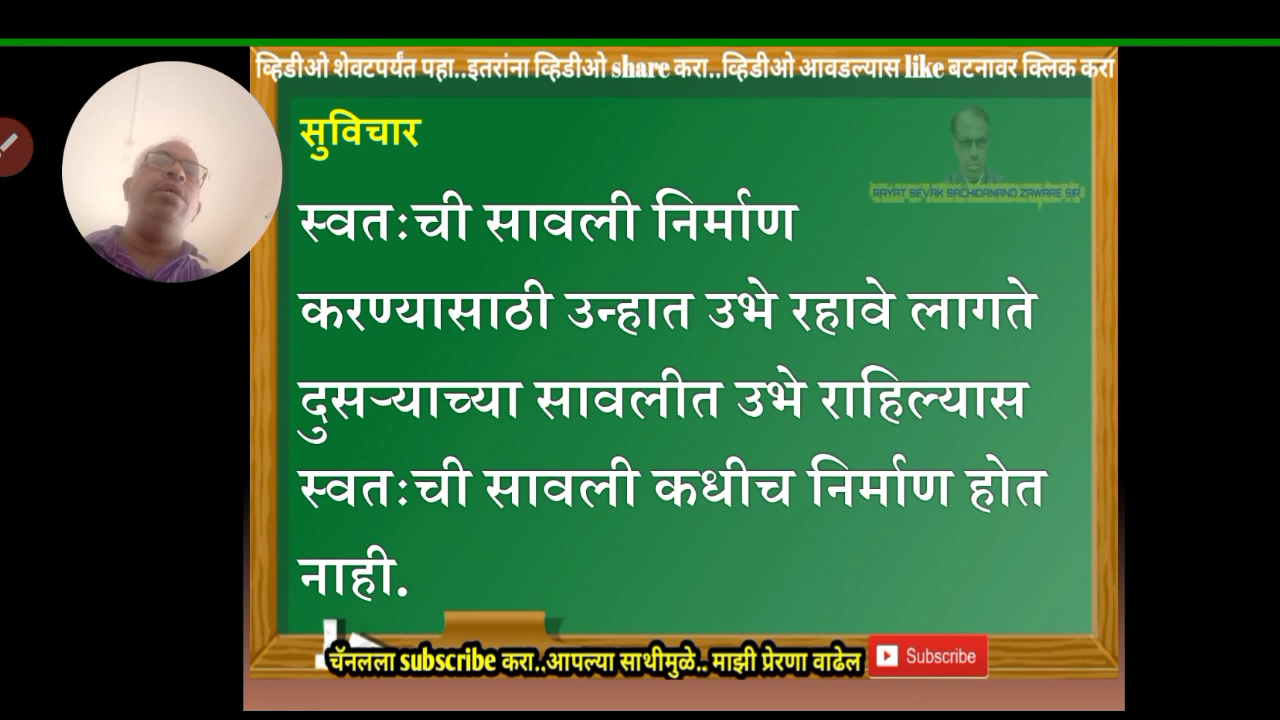 व्हिडीओ शेवटपर्यंत पहा..इतरांना व्हिडीओ share करा..व्हिडीओ आवडल्यास like बटनावर क्लिक करा
सुविचार
RAYAT SEVAK SACHIDANAND ZAWARE SIR
स्वतःची सावली निर्माण
करण्यासाठी उन्हात उभे रहावे लागते
दुसऱ्याच्या सावलीत उभे राहिल्यास
स्वतःची सावली कधीच निर्माण होत
नाही.
चॅनलला subscribe करा..आपल्या साथीमुळे.. माझी प्रेरणा वाढेल
Subscribe